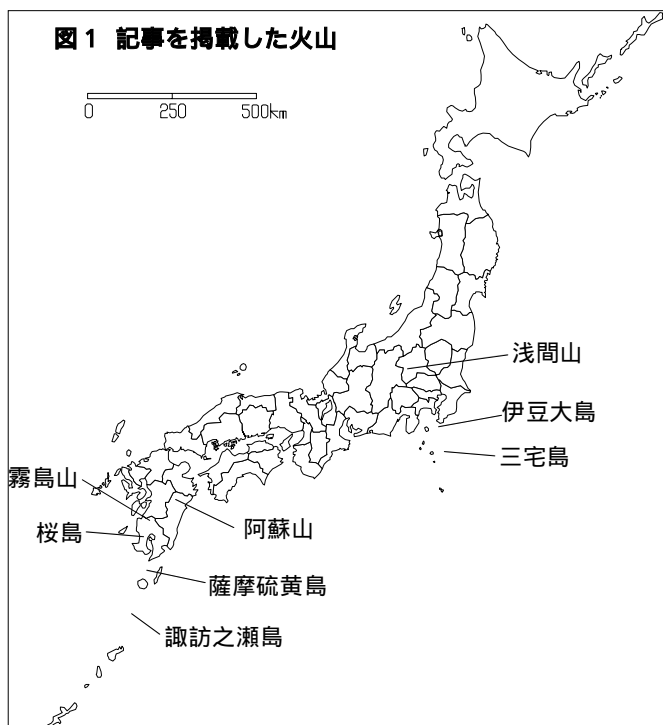 図1 記事を掲載した火山
0 250 500km
浅間山
伊豆大島
三宅島
霧島山
阿蘇山
桜島
薩摩硫黄島
諏訪之瀬島